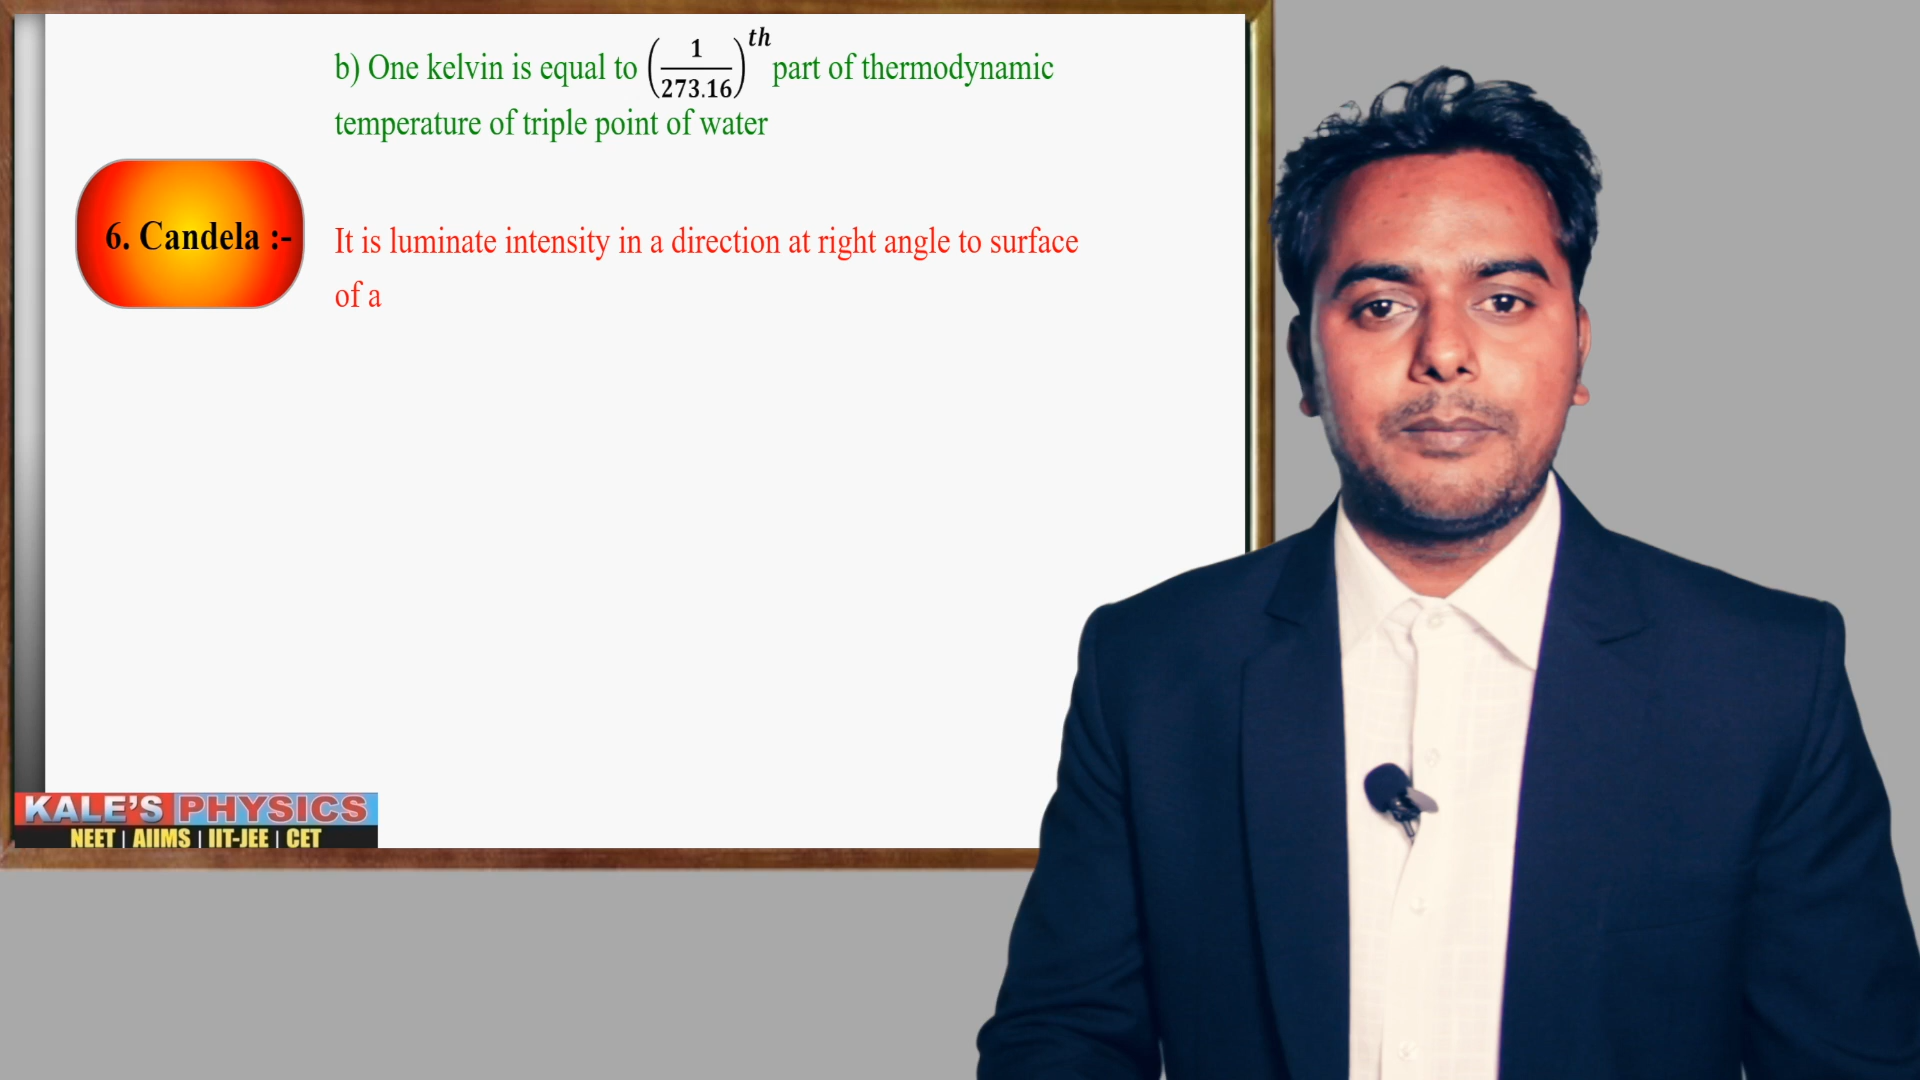 b) One kelvin is equal to (1/273.16)^th part of thermodynamic
temperature of triple point of water
6. Candela :-
It is luminate intensity in a direction at right angle to surface
of a
KALE'S PHYSICS
NEET | AIIMS | IIT-JEE | CET